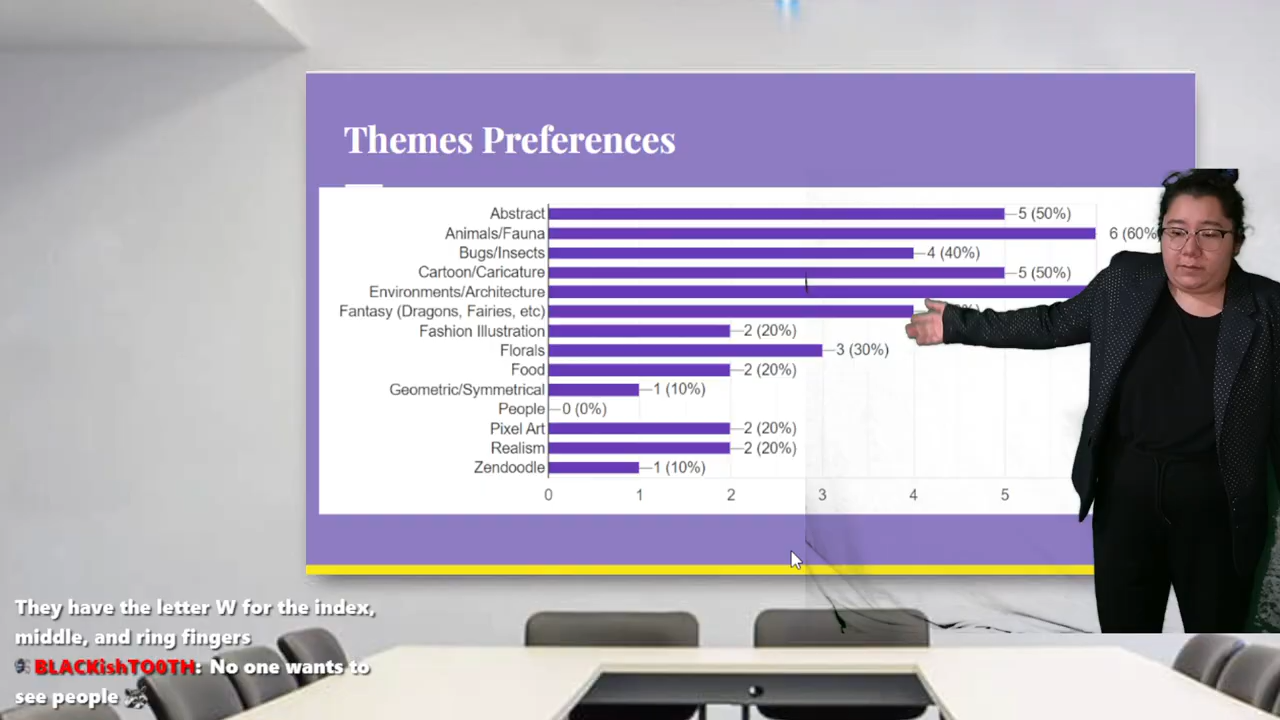 Themes Preferences
Abstract 5 (50%)
Animals/Fauna 6 (60%
Bugs/Insects 4 (40%)
Cartoon/Caricature 5 (50%)
Environments/Architecture
Fantasy (Dragons, Fairies, etc)
Fashion Illustration 2 (20%)
Florals 3 (30%)
Food 2 (20%)
Geometric/Symmetrical 1 (10%)
People 0 (0%)
Pixel Art 2 (20%)
Realism 2 (20%)
Zendoodle 1 (10%)
0 1 2 3 4 5
They have the letter W for the index,
middle, and ring fingers
BLACKishTO0TH: No one wants to
see people